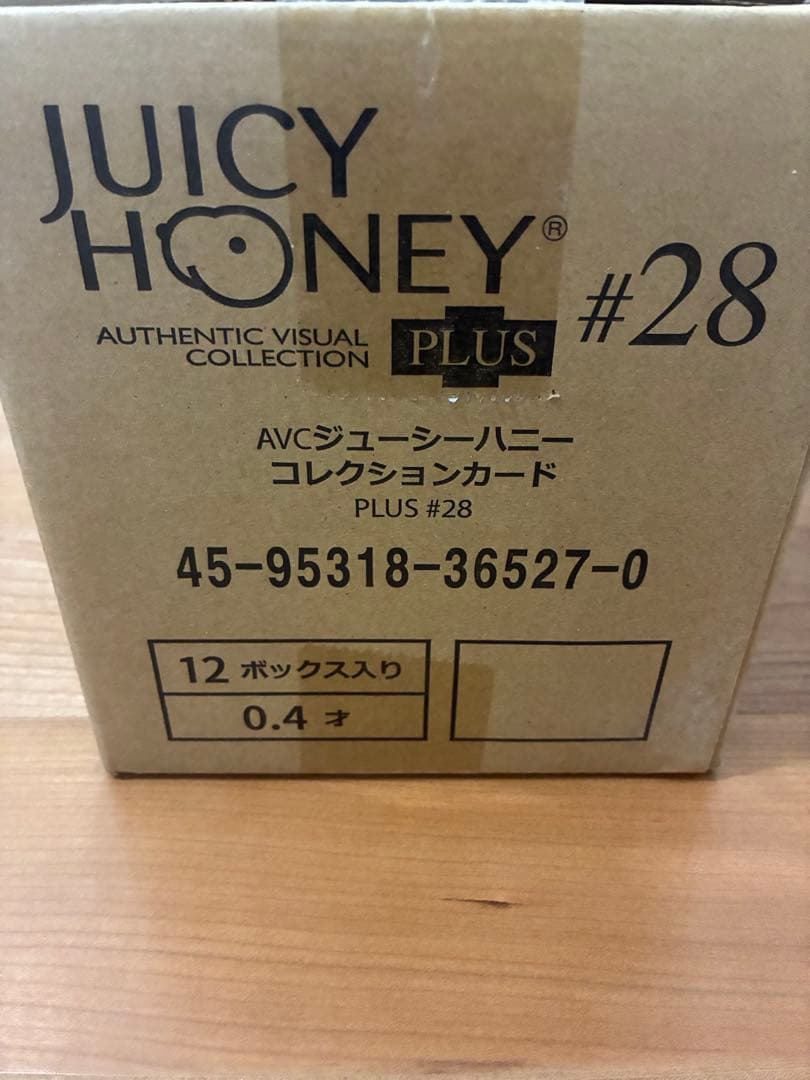 JUICY
HONEY®
#28
AUTHENTIC VISUAL
COLLECTION
PLUS
AVCジューシーハニー
コレクションカード
PLUS #28
45-95318-36527-0
12 ボックス入り
0.4 才